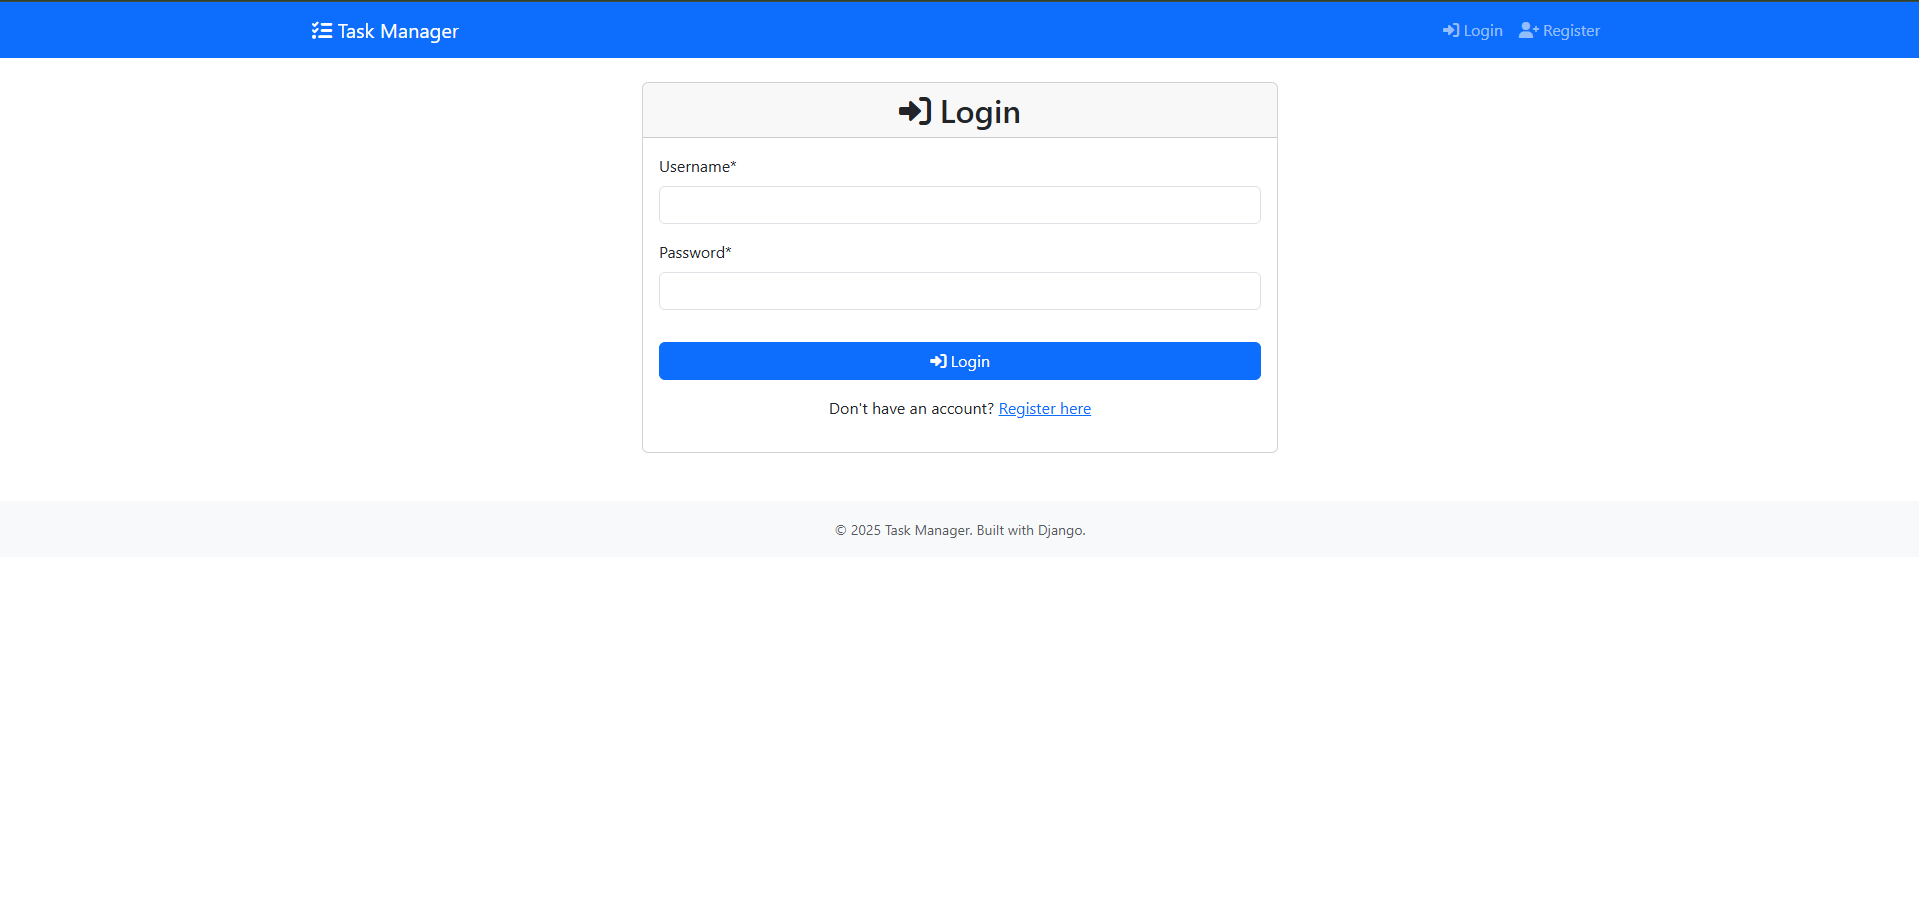 Task Manager
Login
Register
Login
Username*
Password*
Login
Don't have an account? Register here
© 2025 Task Manager. Built with Django.